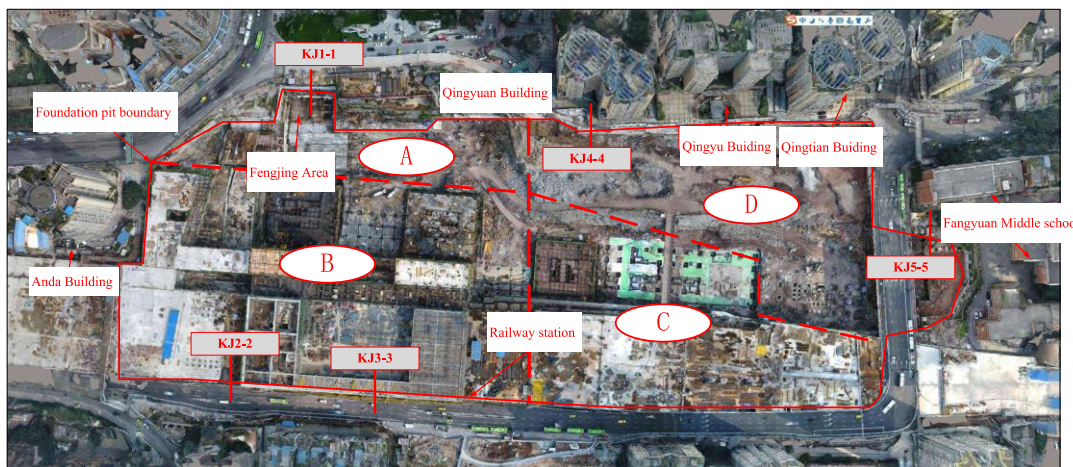 KJ1-1
Foundation pit boundary
Qingyuan Building
A
KJ4-4
Qingyu Buiding
Qingtian Buiding
Fengjing Area
D
Fangyuan Middle school
B
Anda Building
KJ5-5
C
Railway station
KJ2-2
KJ3-3